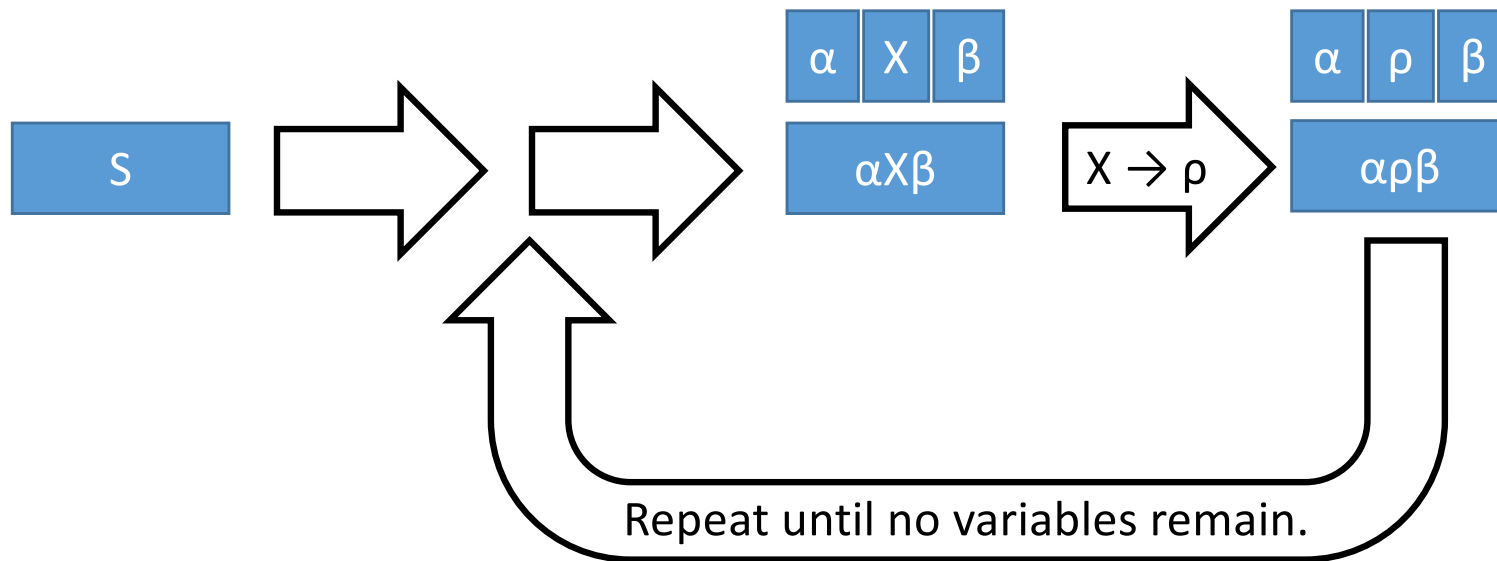 α X β
α ρ β
S
αXβ
X → ρ
αρβ
Repeat until no variables remain.